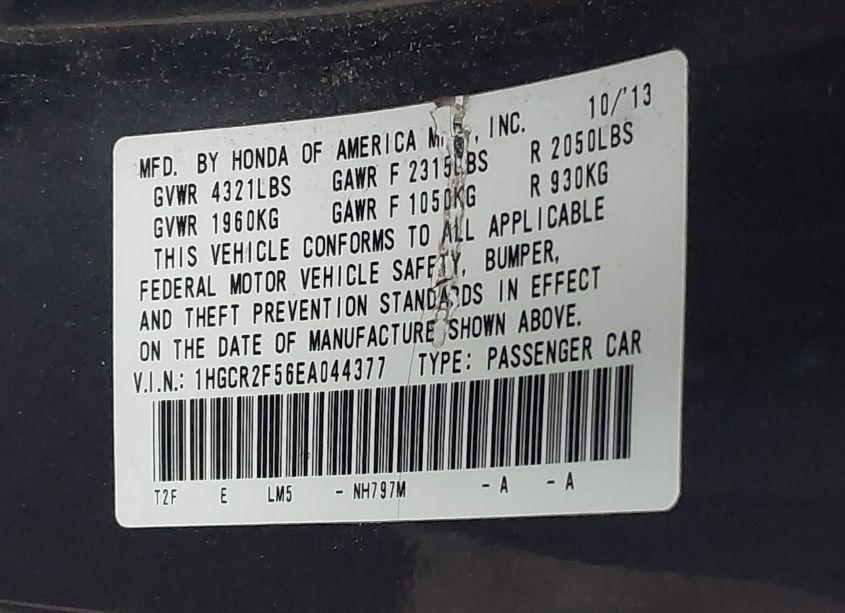 10/'13
MFD. BY HONDA OF AMERICA M, INC.
GVWR 4321LBS GAWR F 2315LBS R 2050LBS
GVWR 1960KG GAWR F 1050KG R 930KG
THIS VEHICLE CONFORMS TO ALL APPLICABLE
FEDERAL MOTOR VEHICLE SAFETY, BUMPER,
AND THEFT PREVENTION STANDARDS IN EFFECT
ON THE DATE OF MANUFACTURE SHOWN ABOVE.
V.I.N.: 1HGCR2F56EA044377 TYPE: PASSENGER CAR
T2F E LM5 - NH797M - A - A